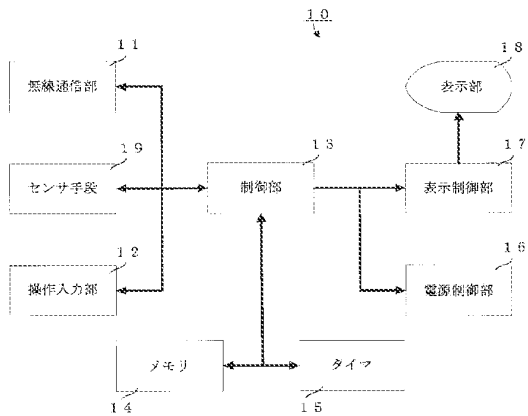 １０
１１
無線通信部
１８
表示部
１９
センサ手段
１３
制御部
１７
表示制御部
１２
操作入力部
１６
電源制御部
メモリ
１４
タイマ
１５